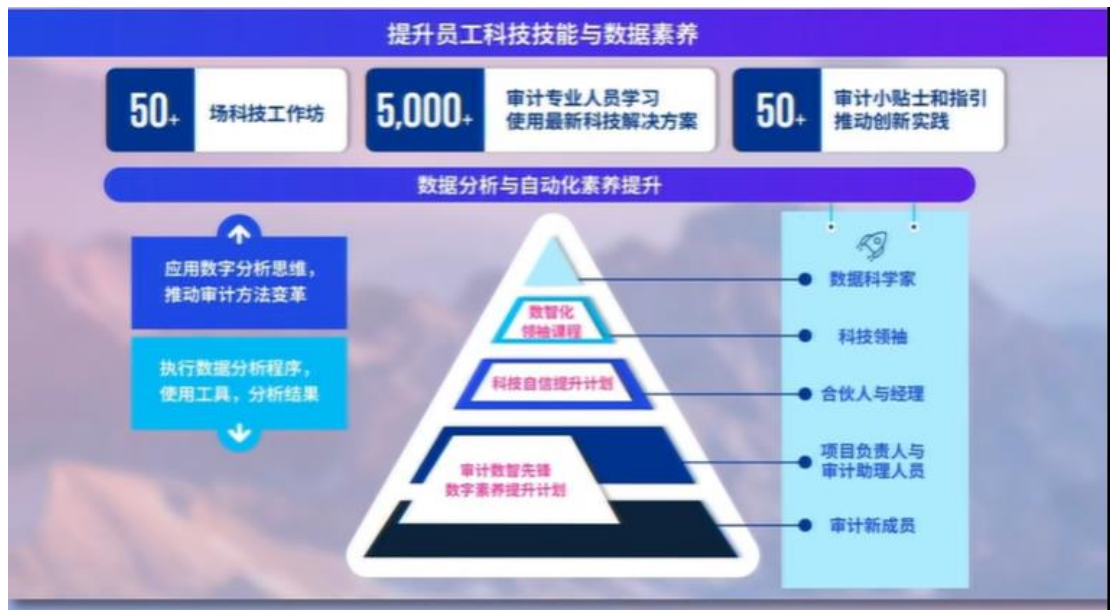 提升员工科技技能与数据素养
50+
场科技工作坊
5,000+
审计专业人员学习
使用最新科技解决方案
50+
审计小贴士和指引
推动创新实践
数据分析与自动化素养提升
应用数字分析思维，
推动审计方法变革
执行数据分析程序，
使用工具，分析结果
数智化
领袖课程
科技自信提升计划
审计数智先锋
数字素养提升计划
数据科学家
科技领袖
合伙人与经理
项目负责人与
审计助理人员
审计新成员